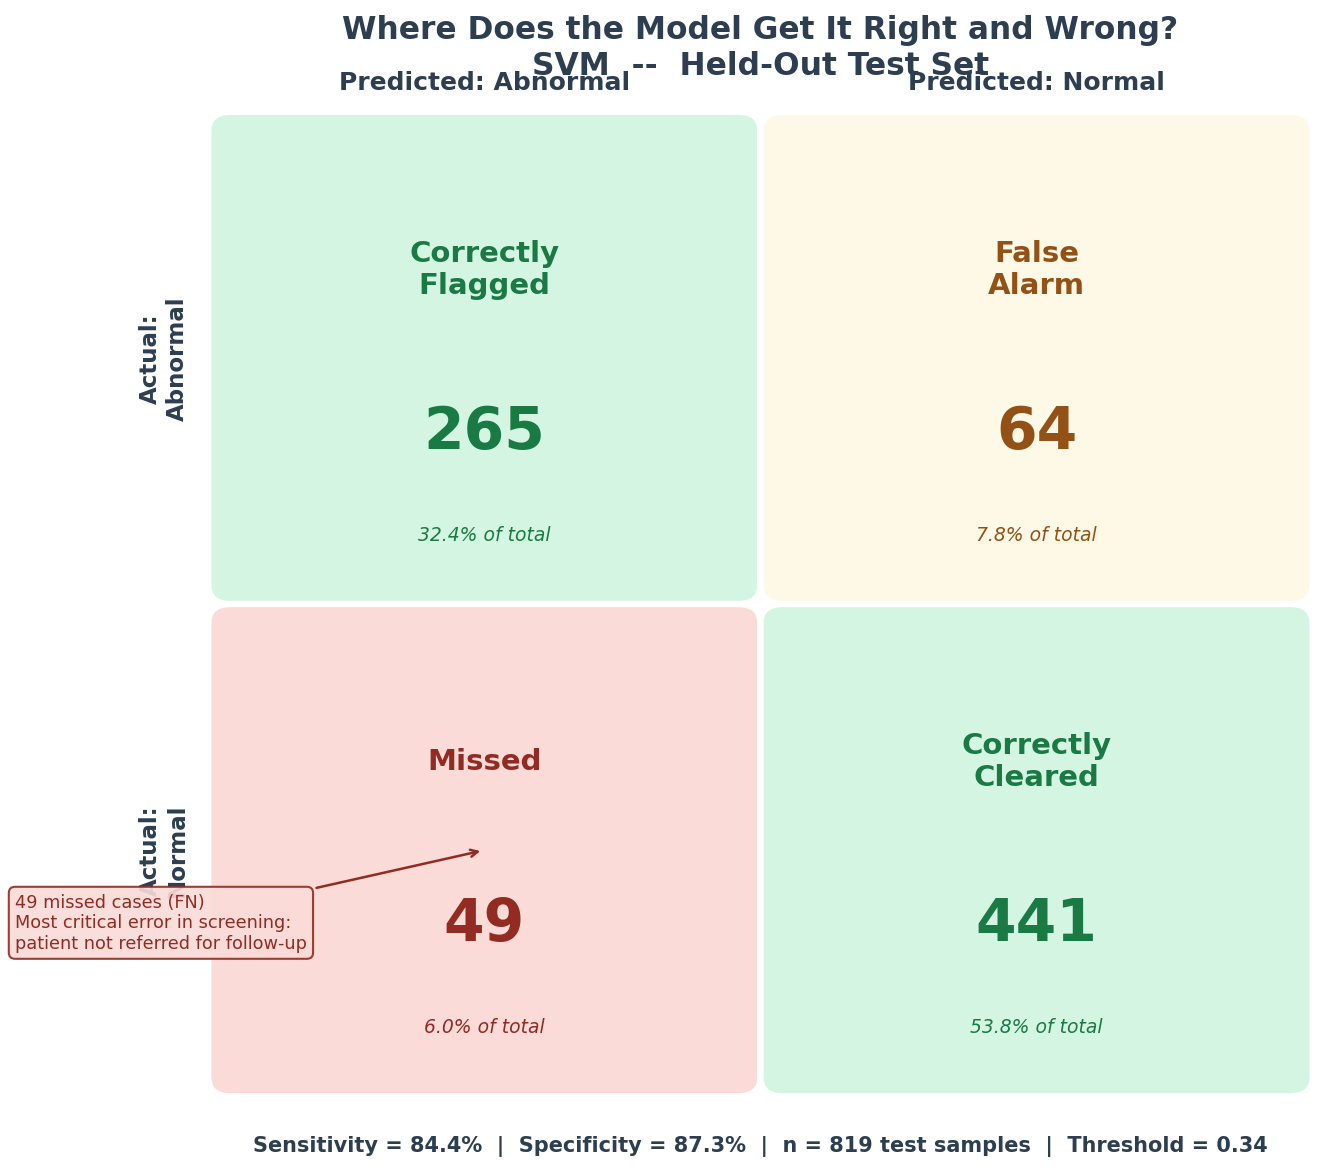 Where Does the Model Get It Right and Wrong?
SVM -- Held-Out Test Set
Predicted: Abnormal
Predicted: Normal
Actual:
Abnormal
Correctly
Flagged
265
32.4% of total
False
Alarm
64
7.8% of total
Actual:
Normal
Missed
49
6.0% of total
Correctly
Cleared
441
53.8% of total
49 missed cases (FN)
Most critical error in screening:
patient not referred for follow-up
Sensitivity = 84.4% | Specificity = 87.3% | n = 819 test samples | Threshold = 0.34